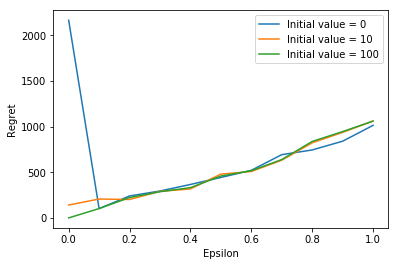 Initial value = 0
Initial value = 10
Initial value = 100
Regret
2000
1500
1000
500
0
0.0 0.2 0.4 0.6 0.8 1.0
Epsilon